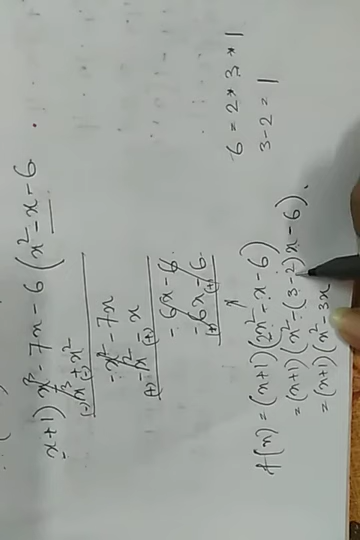 x+1) x³ - 7x - 6 (x² - x - 6
x³ + x²
(-) (-)
- x² - 7x
- x² - x
(+) (+)
- 6x - 6
- 6x - 6
(+)
6 = 2 * 3 * 1
3 - 2 = 1
f(x) = (x+1)(x² - x - 6)
= (x+1)(x² - (3-2)x - 6).
= (x+1)(x² - 3x